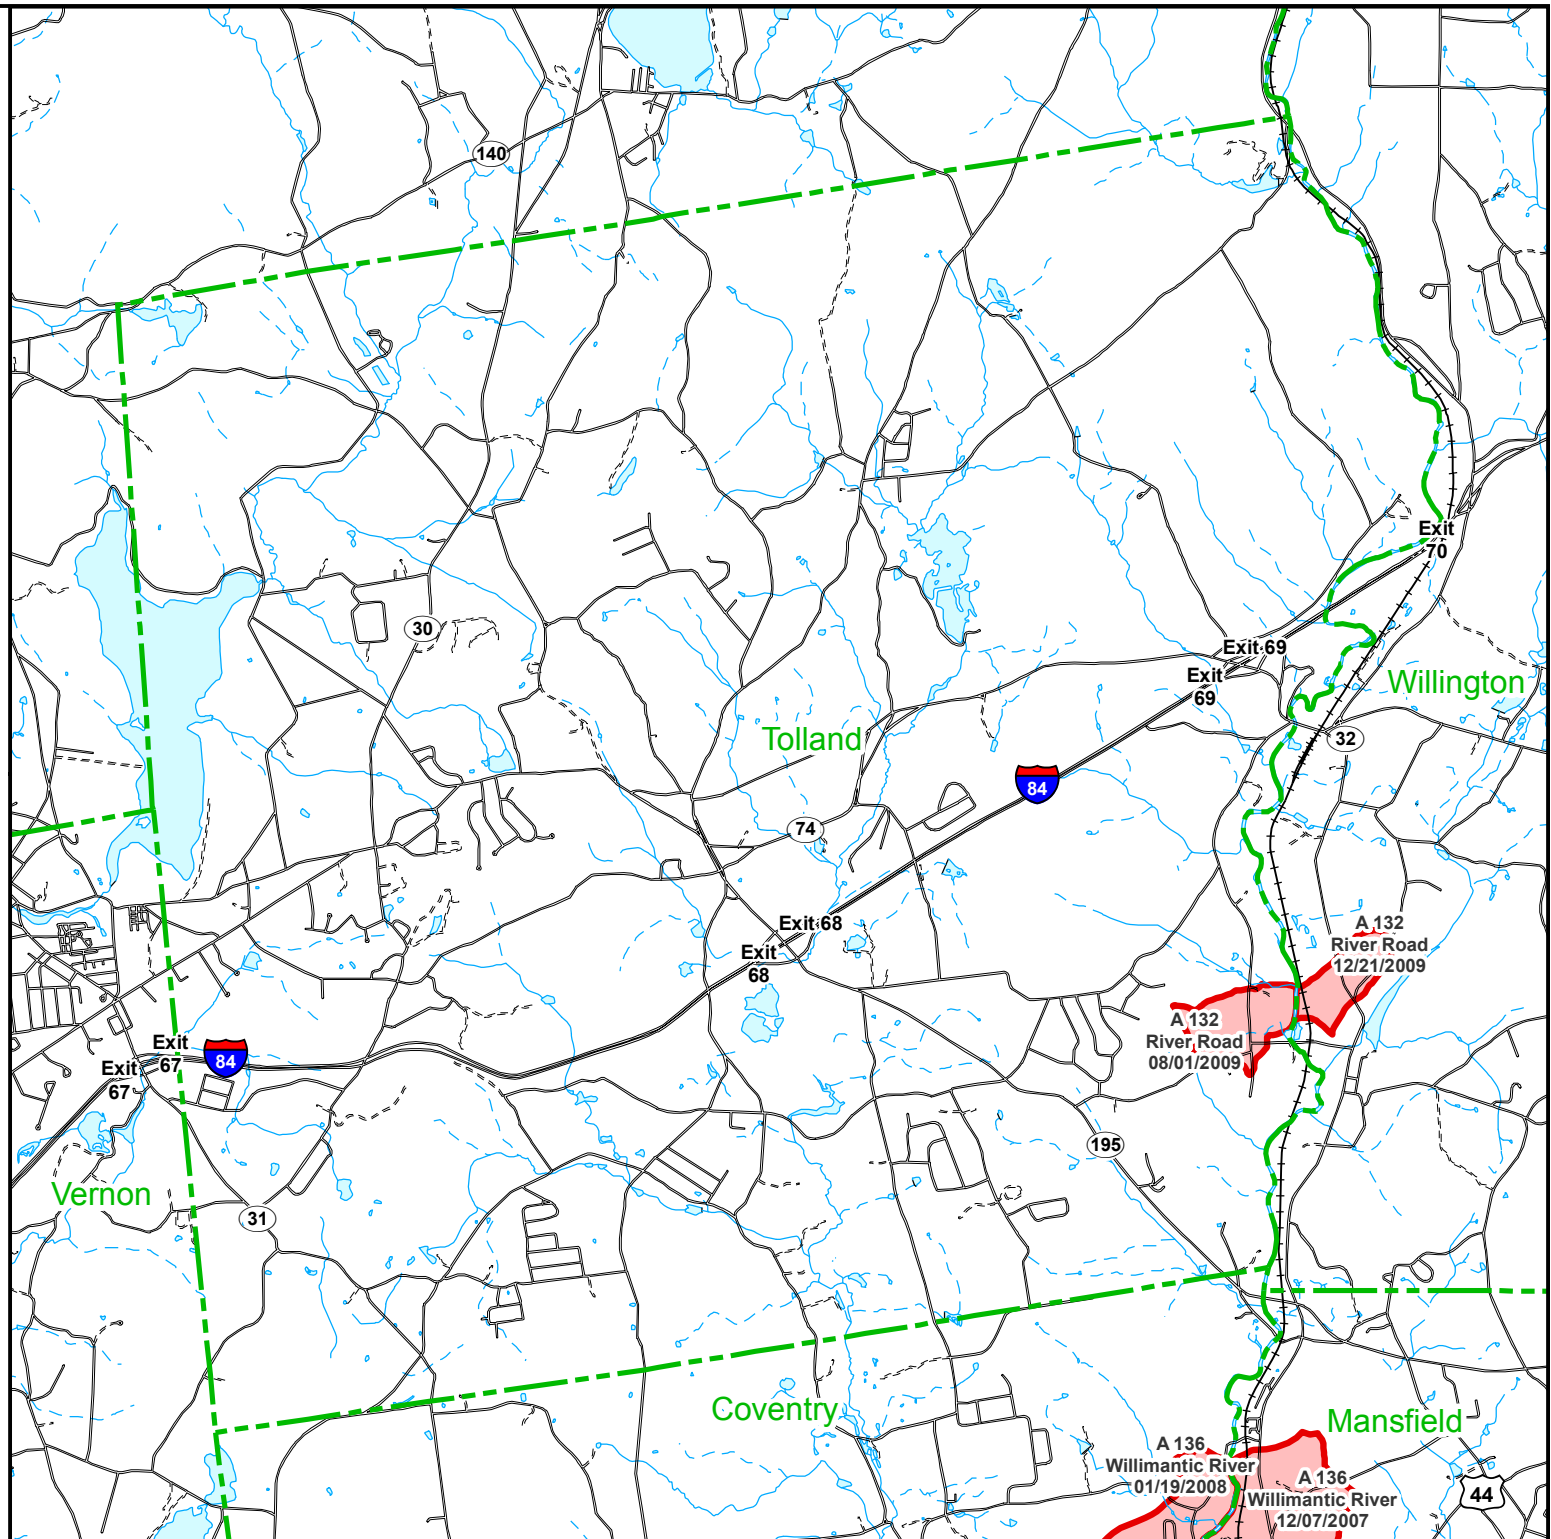 140
Exit
70
30
Exit 69
Exit
69
Willington
Tolland
32
84
74
Exit 68
Exit
68
A 132
River Road
12/21/2009
A 132
River Road
08/01/2009
Exit
67
84
Exit
67
195
Vernon
31
Coventry
Mansfield
A 136
Willimantic River
01/19/2008
A 136
Willimantic River
12/07/2007
44